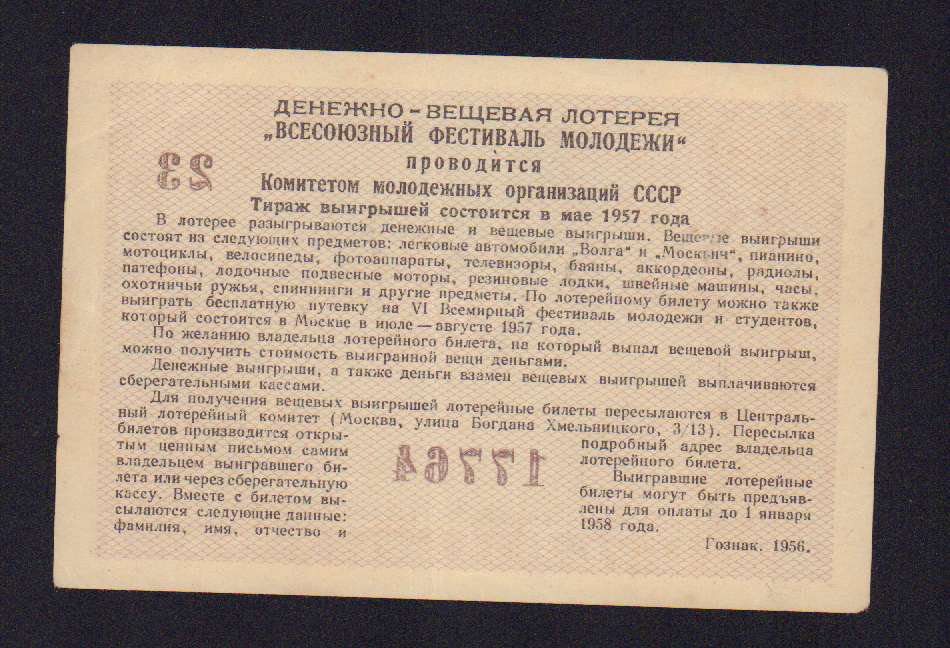 ДЕНЕЖНО-ВЕЩЕВАЯ ЛОТЕРЕЯ
„ВСЕСОЮЗНЫЙ ФЕСТИВАЛЬ МОЛОДЕЖИ“
проводится
23
Комитетом молодежных организаций СССР
Тираж выигрышей состоится в мае 1957 года
В лотерее разыгрываются денежные и вещевые выигрыши. Вещевые выигрыши
состоят из следующих предметов: легковые автомобили „Волга“ и „Москвич“, пианино,
мотоциклы, велосипеды, фотоаппараты, телевизоры, баяны, аккордеоны, радиолы,
патефоны, лодочные подвесные моторы, резиновые лодки, швейные машины, часы,
охотничьи ружья, спиннинги и другие предметы. По лотерейному билету можно также
выиграть бесплатную путевку на VI Всемирный фестиваль молодежи и студентов,
который состоится в Москве в июле—августе 1957 года.
По желанию владельца лотерейного билета, на который выпал вещевой выигрыш,
можно получить стоимость выигранной вещи деньгами.
Денежные выигрыши, а также деньги взамен вещевых выигрышей выплачиваются
сберегательными кассами.
Для получения вещевых выигрышей лотерейные билеты пересылаются в Централь-
ный лотерейный комитет (Москва, улица Богдана Хмельницкого, 3/13). Пересылка
билетов производится откры-
тым ценным письмом самим
владельцем выигравшего би-
лета или через сберегательную
кассу. Вместе с билетом вы-
сылаются следующие данные:
фамилия, имя, отчество и
17764
подробный адрес владельца
лотерейного билета.
Выигравшие лотерейные
билеты могут быть предъяв-
лены для оплаты до 1 января
1958 года.
Гознак. 1956.